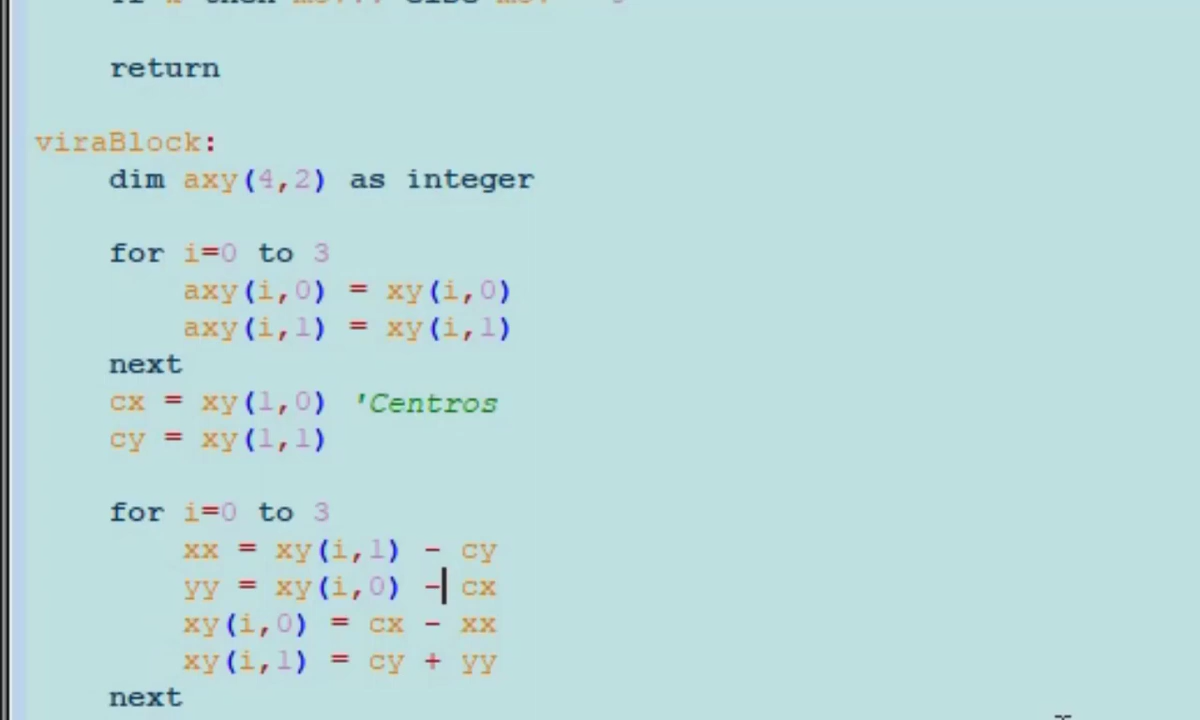 return
viraBlock:
dim axy(4,2) as integer
for i=0 to 3
axy(i,0) = xy(i,0)
axy(i,1) = xy(i,1)
next
cx = xy(1,0) 'Centros
cy = xy(1,1)
for i=0 to 3
xx = xy(i,1) - cy
yy = xy(i,0) - cx
xy(i,0) = cx - xx
xy(i,1) = cy + yy
next